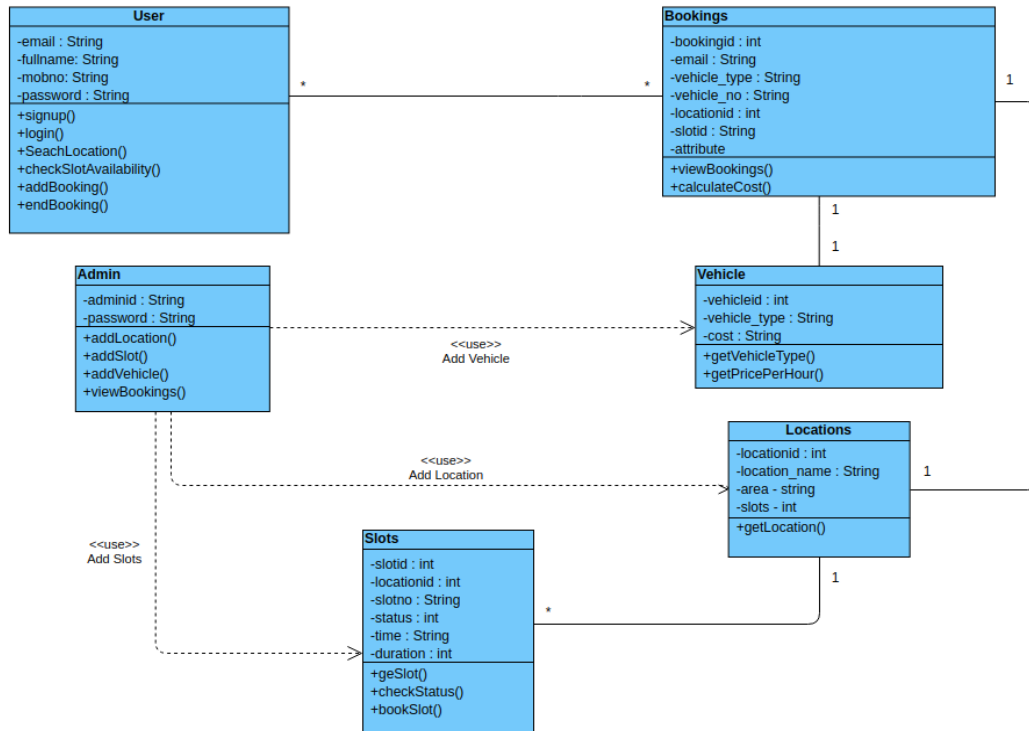 User
-email : String
-fullname: String
-mobno: String
-password : String
+signup()
+login()
+SeachLocation()
+checkSlotAvailability()
+addBooking()
+endBooking()
*
*
Bookings
-bookingid : int
-email : String
-vehicle_type : String
-vehicle_no : String
-locationid : int
-slotid : String
-attribute
+viewBookings()
+calculateCost()
1
1
1
Admin
-adminid : String
-password : String
+addLocation()
+addSlot()
+addVehicle()
+viewBookings()
<<use>>
Add Vehicle
Vehicle
-vehicleid : int
-vehicle_type : String
-cost : String
+getVehicleType()
+getPricePerHour()
<<use>>
Add Location
Locations
-locationid : int
-location_name : String
-area - string
-slots - int
+getLocation()
1
1
<<use>>
Add Slots
Slots
-slotid : int
-locationid : int
-slotno : String
-status : int
-time : String
-duration : int
+geSlot()
+checkStatus()
+bookSlot()
*